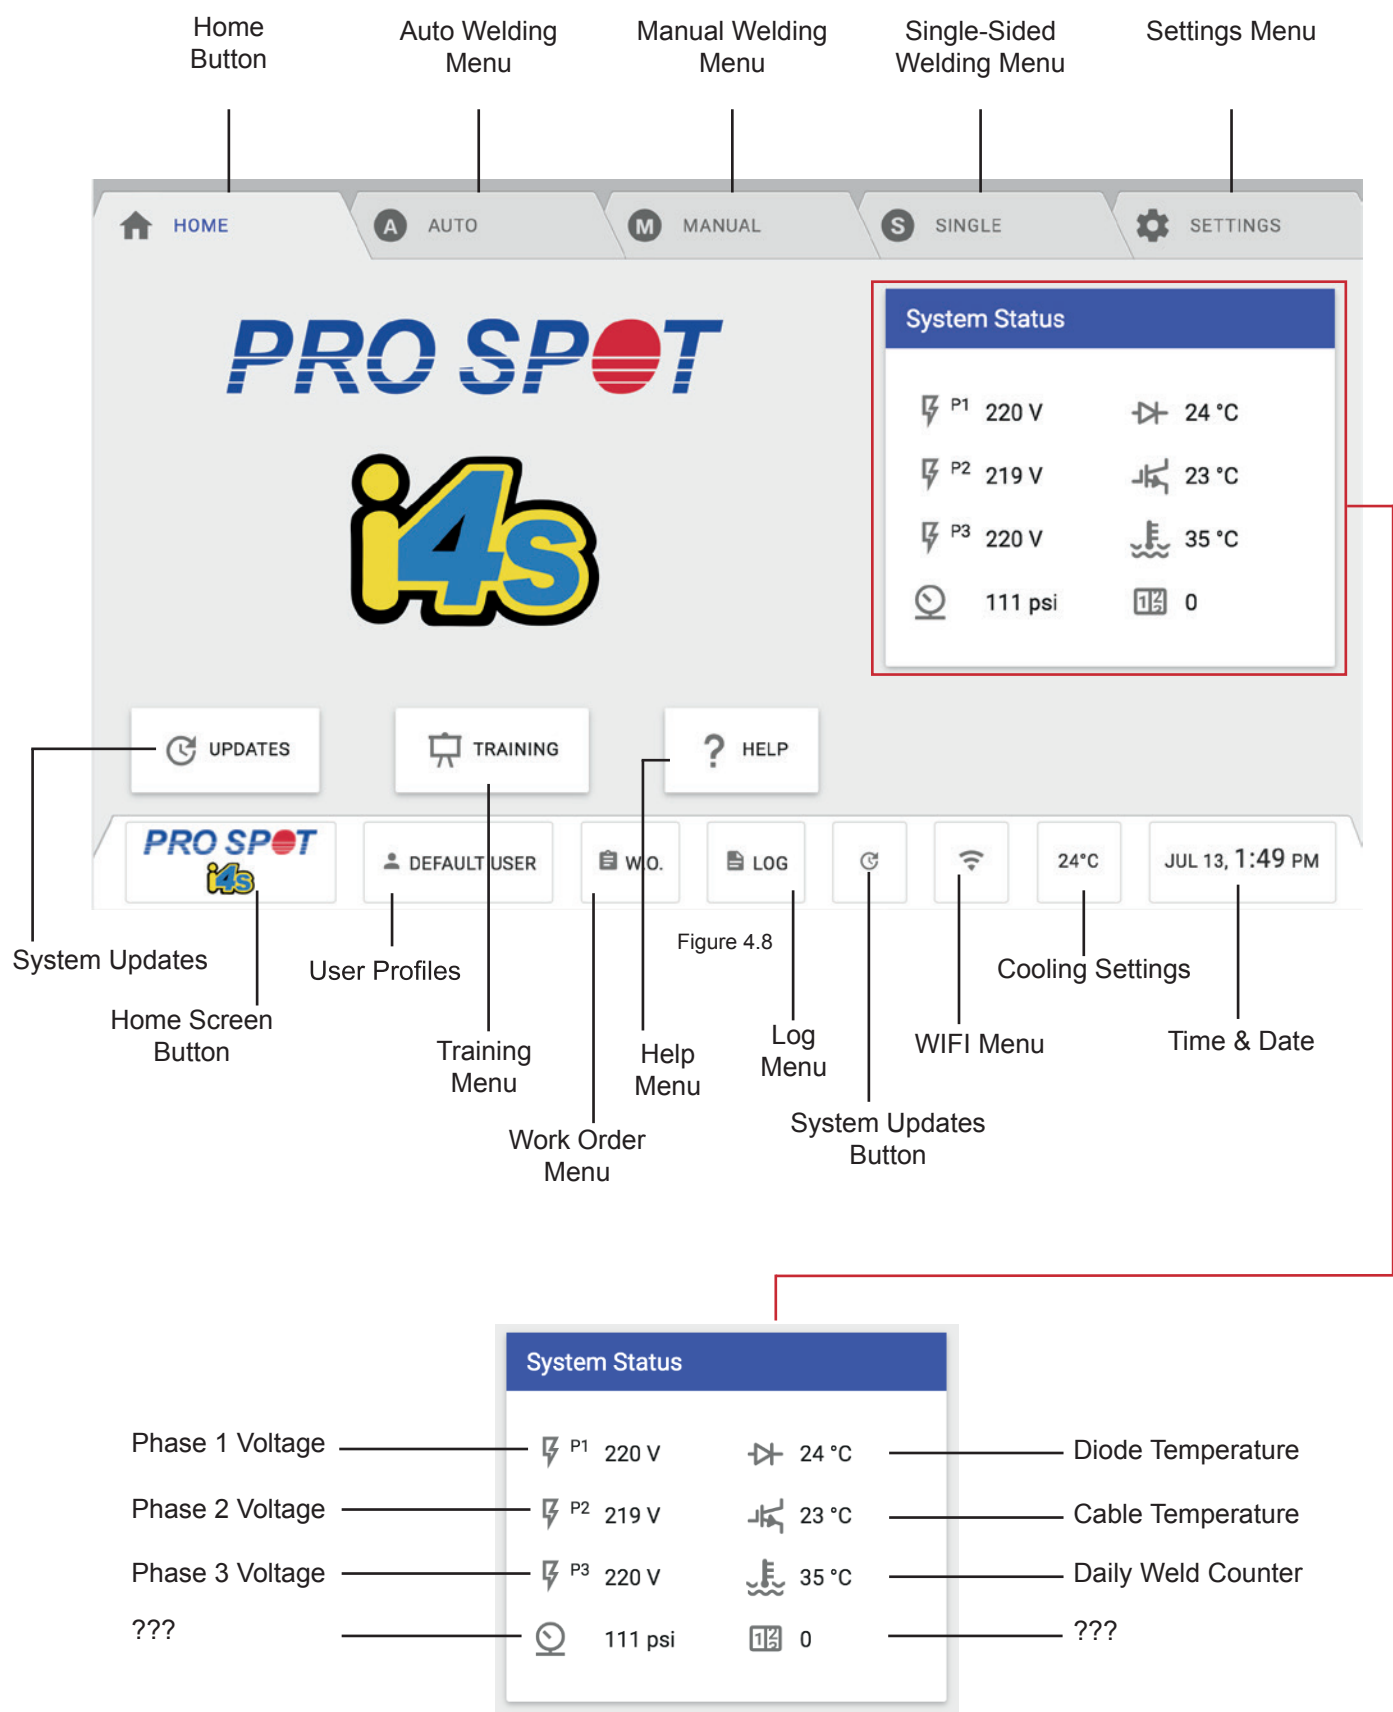 Home
Button
Auto Welding
Menu
Manual Welding
Menu
Single-Sided
Welding Menu
Settings Menu
HOME
A AUTO
M MANUAL
S SINGLE
SETTINGS
PRO SPOT
i4s
System Status
P1 220 V 24 °C
P2 219 V 23 °C
P3 220 V 35 °C
111 psi 0
UPDATES
TRAINING
? HELP
PRO SPOT
i4s
DEFAULT USER
W.O.
LOG
24°C
JUL 13, 1:49 PM
Figure 4.8
System Updates
User Profiles
Cooling Settings
Home Screen
Button
Training
Menu
Help
Menu
Log
Menu
WIFI Menu
Time & Date
Work Order
Menu
System Updates
Button
System Status
Phase 1 Voltage P1 220 V 24 °C Diode Temperature
Phase 2 Voltage P2 219 V 23 °C Cable Temperature
Phase 3 Voltage P3 220 V 35 °C Daily Weld Counter
??? 111 psi 0 ???